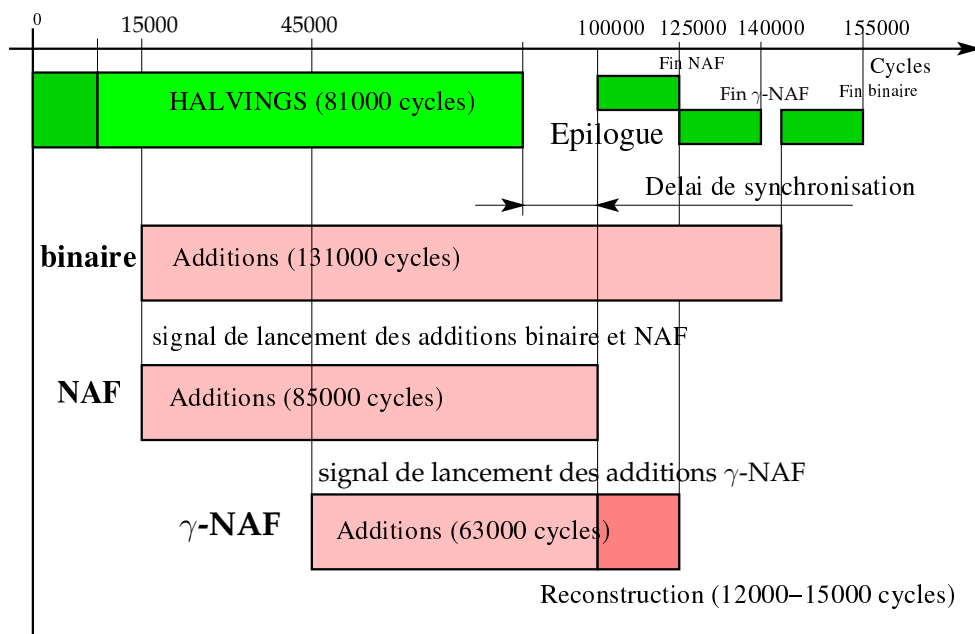 0 15000 45000 100000 125000 140000 155000
Cycles
Fin NAF
Fin γ-NAF
Fin binaire
HALVINGS (81000 cycles)
Epilogue
Delai de synchronisation
binaire
Additions (131000 cycles)
signal de lancement des additions binaire et NAF
NAF
Additions (85000 cycles)
signal de lancement des additions γ-NAF
γ-NAF
Additions (63000 cycles)
Reconstruction (12000–15000 cycles)